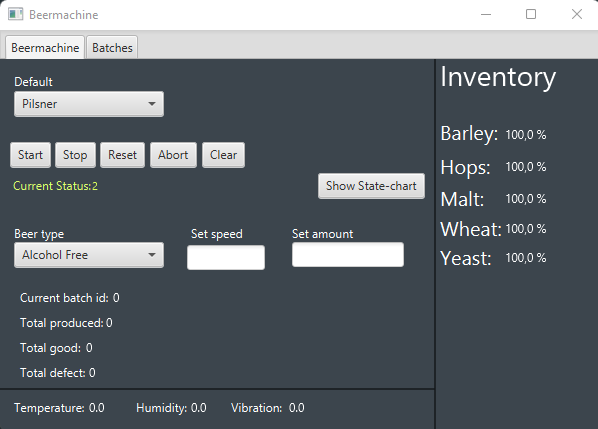 Beermachine
Beermachine Batches
Default
Pilsner
Start Stop Reset Abort Clear
Current Status:2
Show State-chart
Beer type Set speed Set amount
Alcohol Free
Current batch id: 0
Total produced: 0
Total good: 0
Total defect: 0
Temperature: 0.0 Humidity: 0.0 Vibration: 0.0
Inventory
Barley: 100,0 %
Hops: 100,0 %
Malt: 100,0 %
Wheat: 100,0 %
Yeast: 100,0 %